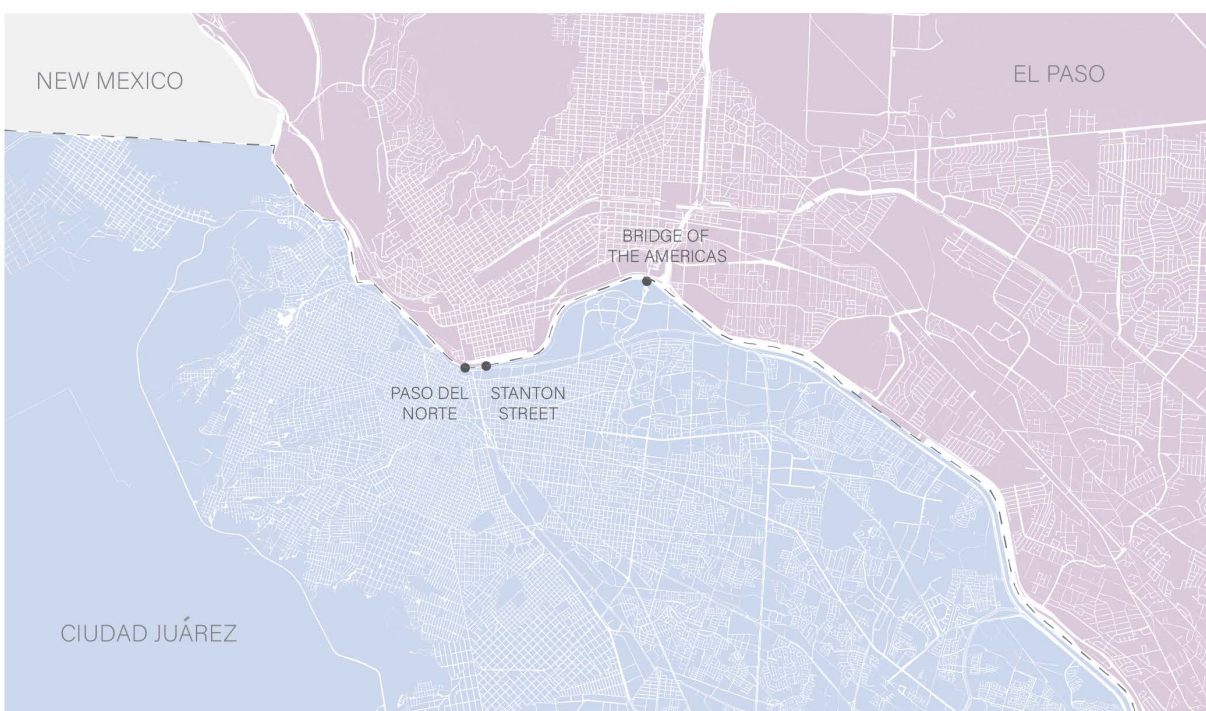 NEW MEXICO
EL PASO
BRIDGE OF
THE AMERICAS
PASO DEL
NORTE
STANTON
STREET
CIUDAD JUÁREZ